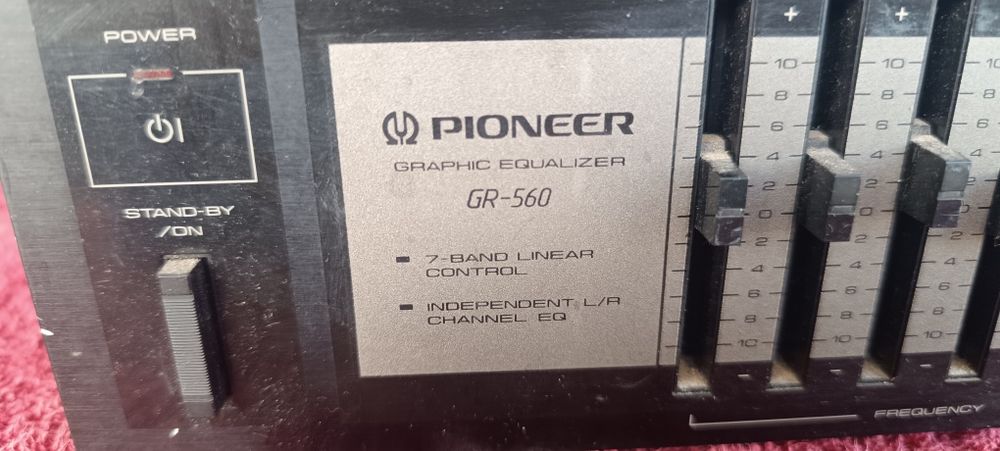 POWER
STAND-BY
/ON
PIONEER
GRAPHIC EQUALIZER
GR-560
7-BAND LINEAR
CONTROL
INDEPENDENT L/R
CHANNEL EQ
+ +
10 10 10
8 8 8
6 6 6
4 4 4
2 2 2
0 0 0
2 2 2
4 4 4
6 6 6
8 8 8
10 10 10
- - -
FREQUENCY